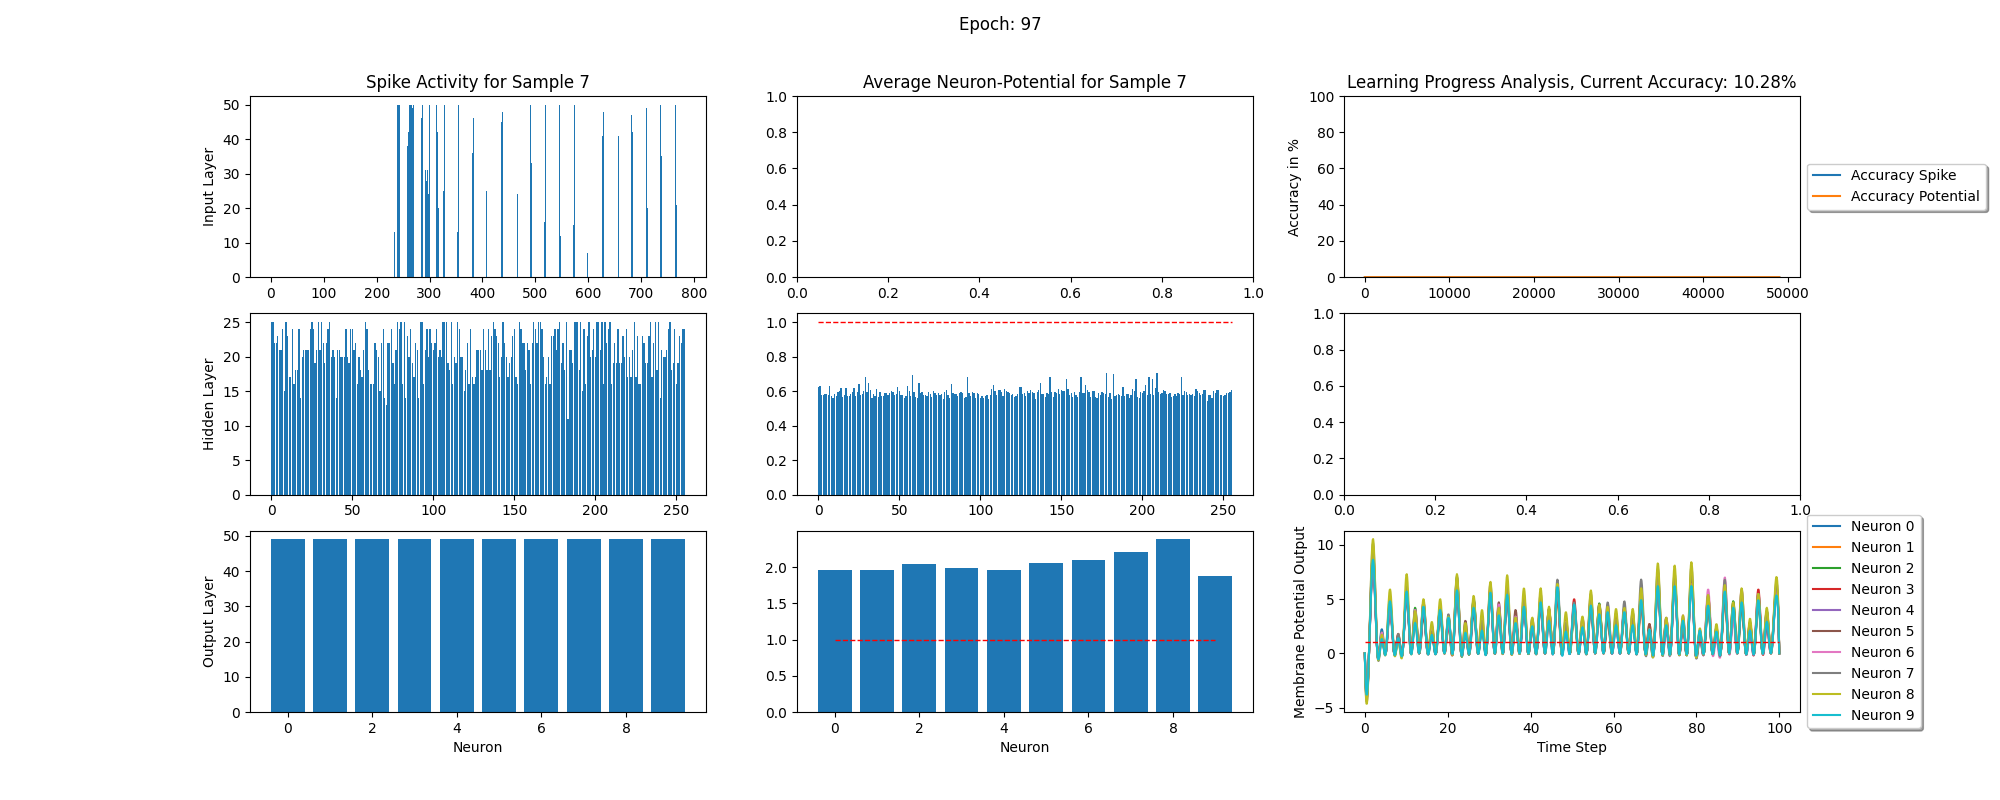 Epoch: 97
Spike Activity for Sample 7
Average Neuron-Potential for Sample 7
Learning Progress Analysis, Current Accuracy: 10.28%
Input Layer
50
40
30
20
10
0
0 100 200 300 400 500 600 700 800
1.0
0.8
0.6
0.4
0.2
0.0
0.0 0.2 0.4 0.6 0.8 1.0
Accuracy in %
100
80
60
40
20
0
0 10000 20000 30000 40000 50000
Accuracy Spike
Accuracy Potential
Hidden Layer
25
20
15
10
5
0
0 50 100 150 200 250
1.0
0.8
0.6
0.4
0.2
0.0
0 50 100 150 200 250
1.0
0.8
0.6
0.4
0.2
0.0
0.0 0.2 0.4 0.6 0.8 1.0
Output Layer
50
40
30
20
10
0
0 2 4 6 8
Neuron
2.0
1.5
1.0
0.5
0.0
0 2 4 6 8
Neuron
Membrane Potential Output
10
5
0
−5
0 20 40 60 80 100
Time Step
Neuron 0
Neuron 1
Neuron 2
Neuron 3
Neuron 4
Neuron 5
Neuron 6
Neuron 7
Neuron 8
Neuron 9